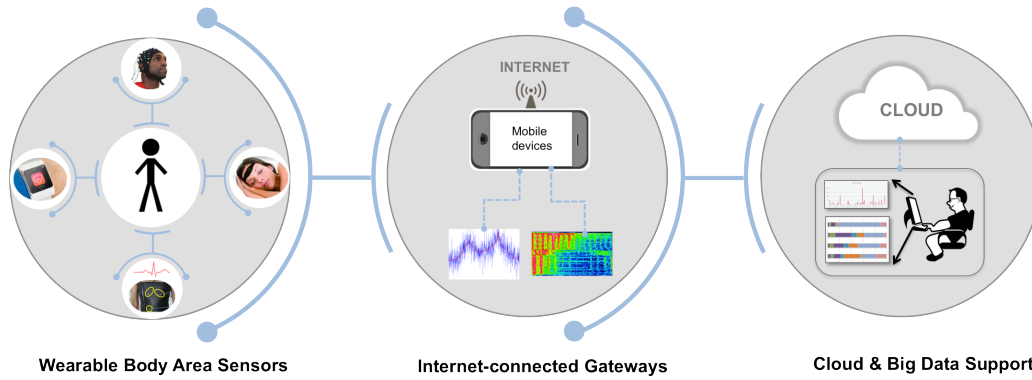 INTERNET
Mobile
devices
CLOUD
Wearable Body Area Sensors
Internet-connected Gateways
Cloud & Big Data Support